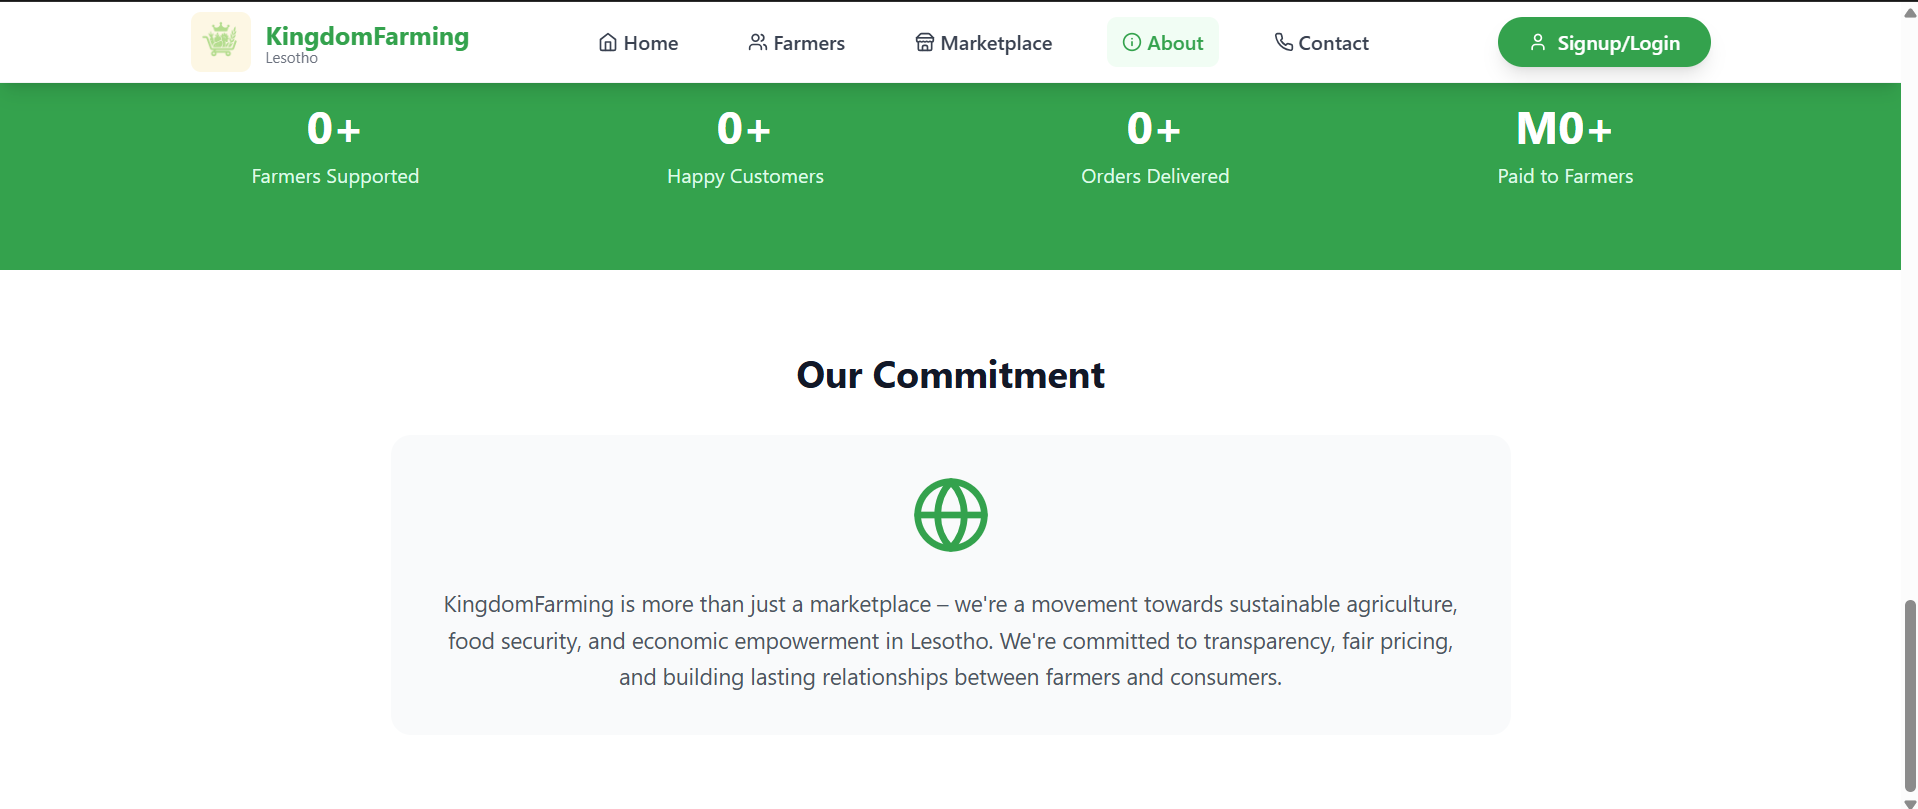 KingdomFarming
Lesotho
Home
Farmers
Marketplace
About
Contact
Signup/Login
0+
Farmers Supported
0+
Happy Customers
0+
Orders Delivered
M0+
Paid to Farmers
Our Commitment
KingdomFarming is more than just a marketplace – we're a movement towards sustainable agriculture,
food security, and economic empowerment in Lesotho. We're committed to transparency, fair pricing,
and building lasting relationships between farmers and consumers.